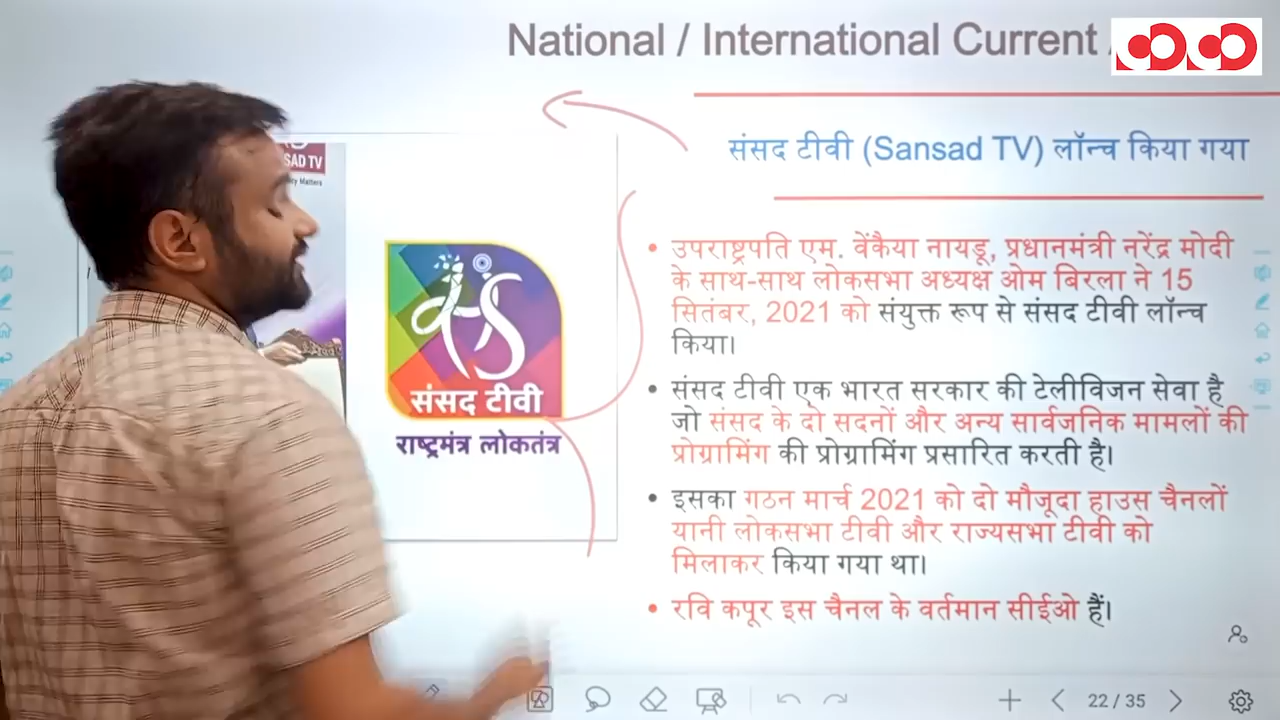 National / International Current
संसद टीवी (Sansad TV) लॉन्च किया गया
SAD TV
cy Matters
संसद टीवी
राष्ट्रमंत्र लोकतंत्र
• उपराष्ट्रपति एम. वेंकैया नायडू, प्रधानमंत्री नरेंद्र मोदी
के साथ-साथ लोकसभा अध्यक्ष ओम बिरला ने 15
सितंबर, 2021 को संयुक्त रूप से संसद टीवी लॉन्च
किया।
• संसद टीवी एक भारत सरकार की टेलीविजन सेवा है
जो संसद के दो सदनों और अन्य सार्वजनिक मामलों की
प्रोग्रामिंग की प्रोग्रामिंग प्रसारित करती है।
• इसका गठन मार्च 2021 को दो मौजूदा हाउस चैनलों
यानी लोकसभा टीवी और राज्यसभा टीवी को
मिलाकर किया गया था।
• रवि कपूर इस चैनल के वर्तमान सीईओ हैं।
22 / 35